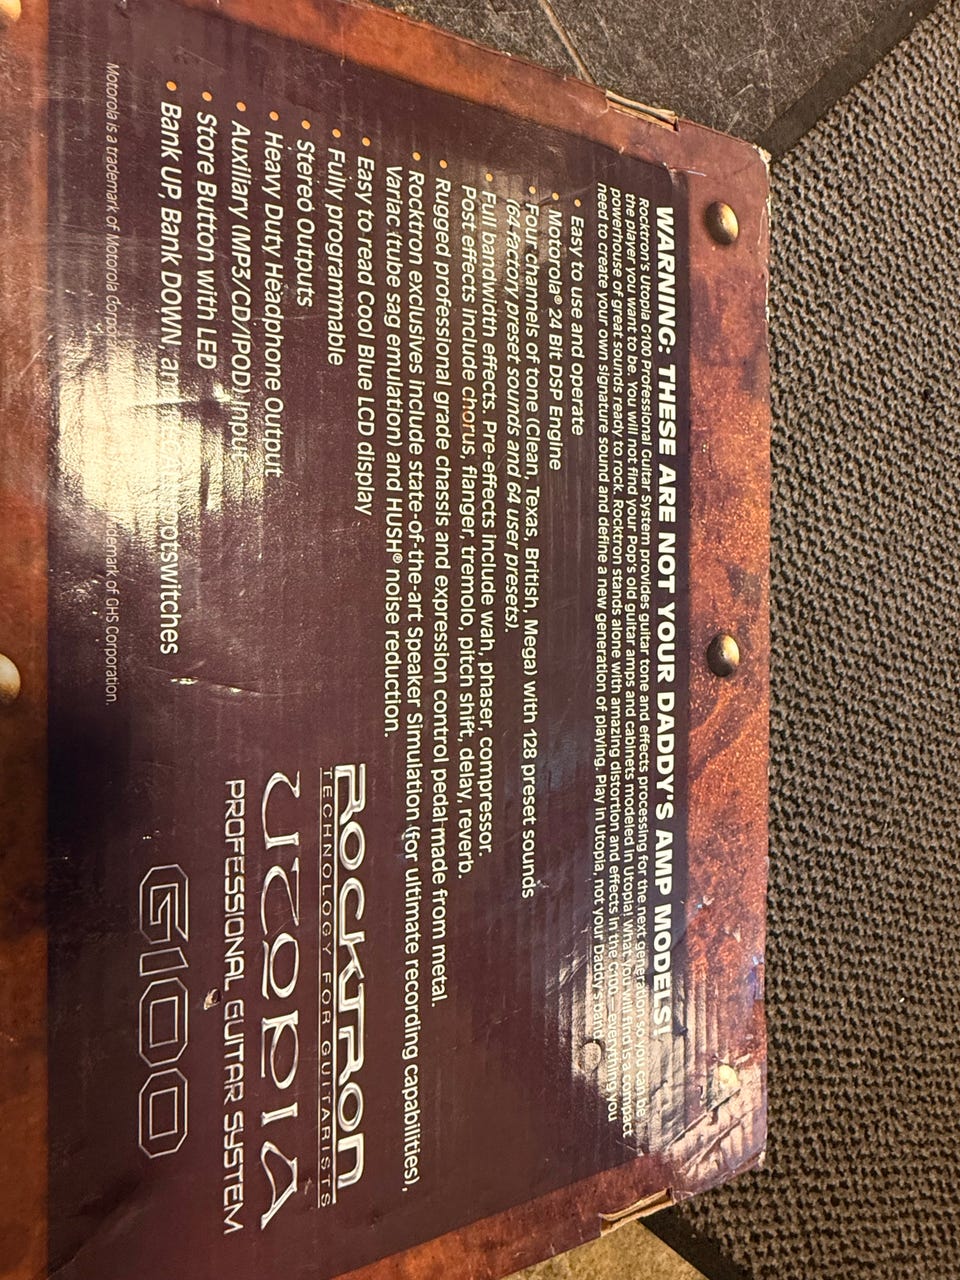 WARNING: THESE ARE NOT YOUR DADDY'S AMP MODELS!
Rocktron's Utopia G100 Professional Guitar System provides guitar tone and effects processing for the next generation so you can be
the player you want to be. You will not find your Pop's old guitar amps and cabinets modeled in Utopia! What you will find is a compact
powerhouse of great sounds ready to rock. Rocktron stands alone with amazing distortion and effects in the G100 — everything you
need to create your own signature sound and define a new generation of playing. Play in Utopia, not your Daddy's band
• Easy to use and operate
• Motorola® 24 Bit DSP Engine
• Four channels of tone (Clean, Texas, British, Mega) with 128 preset sounds
(64 factory preset sounds and 64 user presets).
• Full bandwidth effects. Pre-effects include wah, phaser, compressor.
Post effects include chorus, flanger, tremolo, pitch shift, delay, reverb.
• Rugged professional grade chassis and expression control pedal made from metal.
• Rocktron exclusives include state-of-the-art Speaker Simulation (for ultimate recording capabilities),
Variac (tube sag emulation) and HUSH® noise reduction.
• Easy to read Cool Blue LCD display
• Fully programmable
• Stereo Outputs
• Heavy Duty Headphone Output
• Auxiliary (MP3/CD/IPOD) Input
• Store Button with LED
• Bank UP, Bank DOWN
Motorola is a trademark of Motorola of GHS Corporation.
ROCKTRON
TECHNOLOGY FOR GUITARISTS
UTOPIA
PROFESSIONAL GUITAR SYSTEM
G100